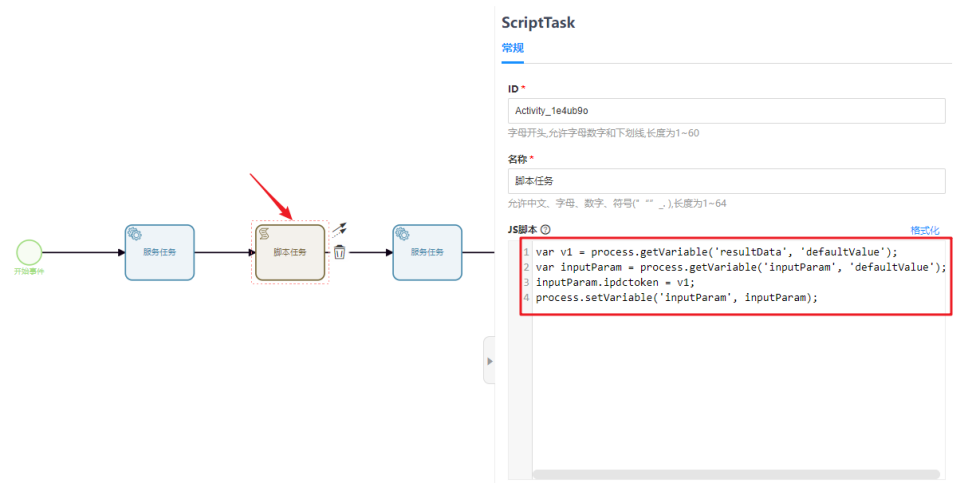 ScriptTask
常规
ID *
Activity_1e4ub9o
字母开头,允许字母数字和下划线,长度为1~60
名称 *
脚本任务
允许中文、字母、数字、符号(" "" _. ),长度为1~64
JS脚本 ?
格式化
1 var v1 = process.getVariable('resultData', 'defaultValue');
2 var inputParam = process.getVariable('inputParam', 'defaultValue');
3 inputParam.ipdctoken = v1;
4 process.setVariable('inputParam', inputParam);
开始事件
服务任务
脚本任务
服务任务